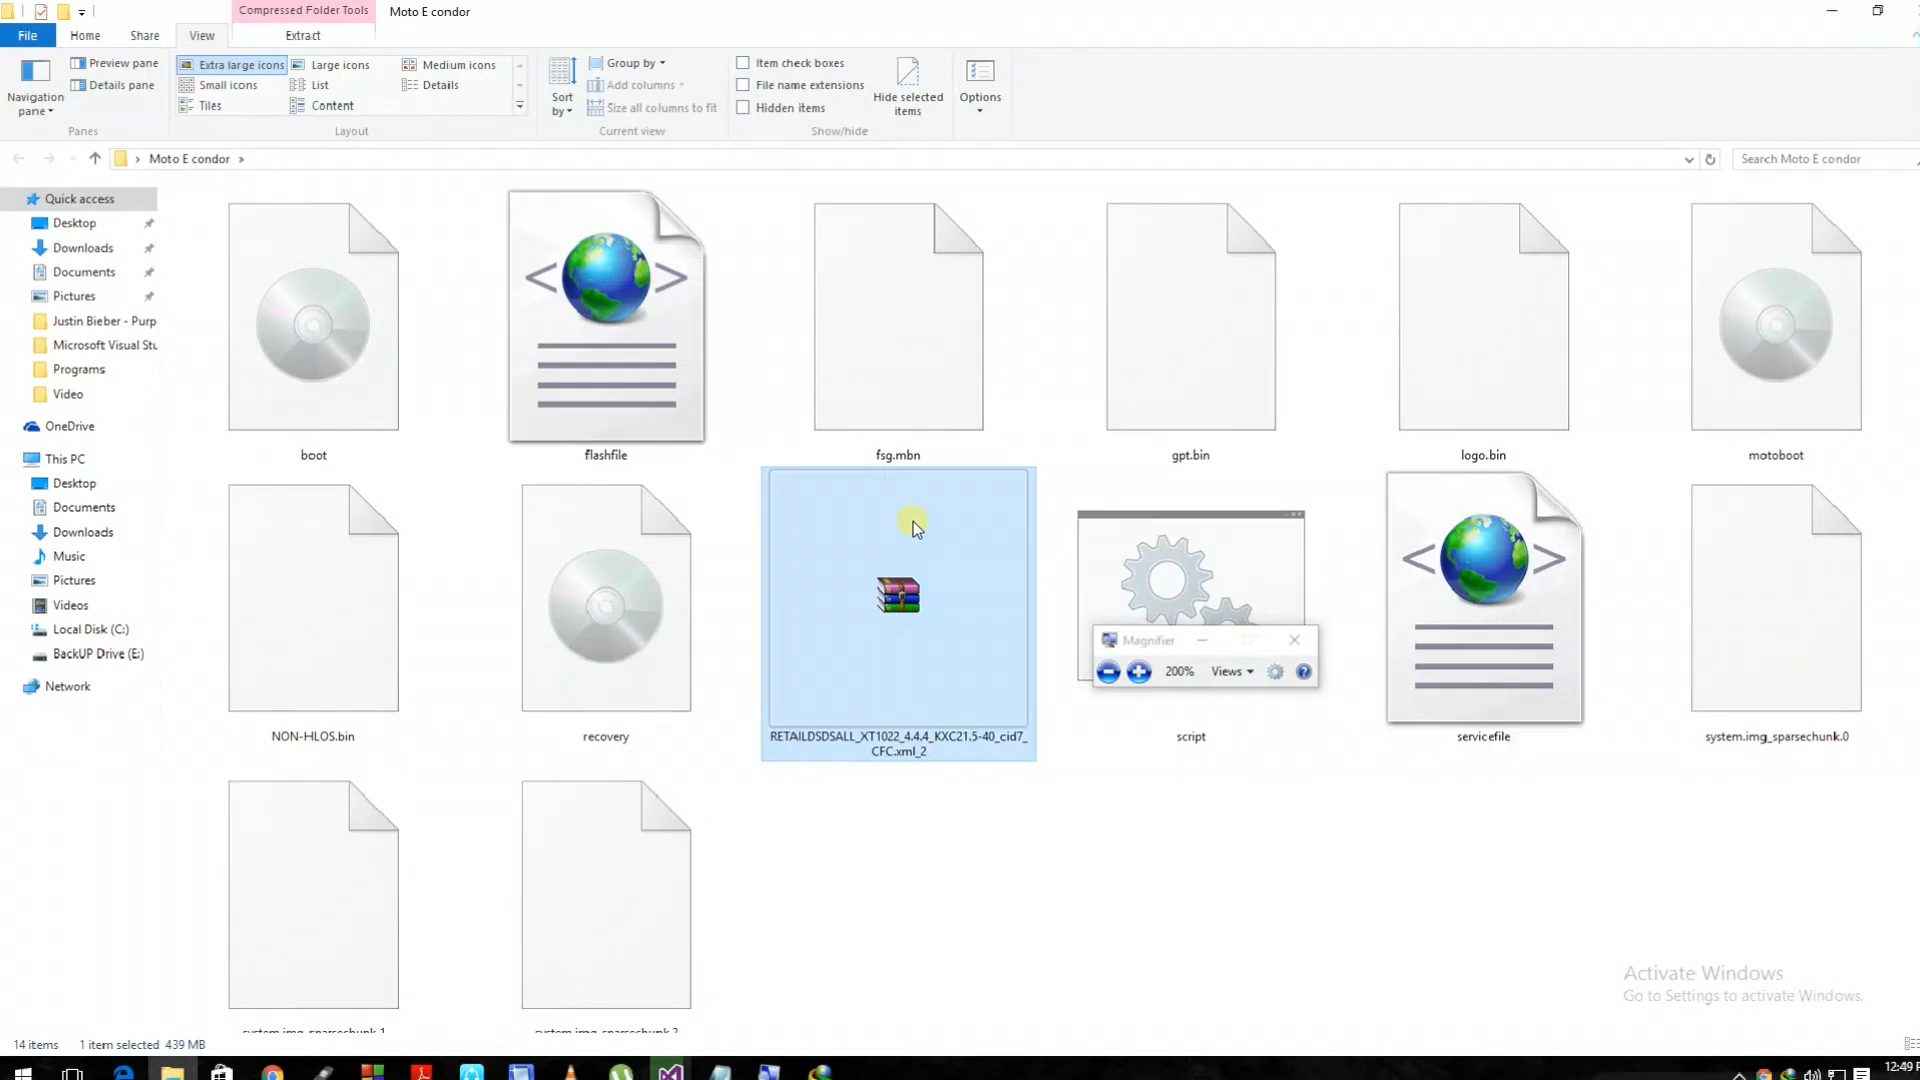 Compressed Folder Tools
Moto E condor
File
Home
Share
View
Extract
Navigation
pane
Preview pane
Details pane
Panes
Extra large icons
Large icons
Medium icons
Small icons
List
Details
Tiles
Content
Layout
Sort
by
Group by
Add columns
Size all columns to fit
Current view
Item check boxes
File name extensions
Hidden items
Hide selected
items
Show/hide
Options
Moto E condor
Search Moto E condor
Quick access
Desktop
Downloads
Documents
Pictures
Justin Bieber - Purp
Microsoft Visual Stu
Programs
Video
OneDrive
This PC
Desktop
Documents
Downloads
Music
Pictures
Videos
Local Disk (C:)
BackUP Drive (E:)
Network
boot
flashfile
fsg.mbn
gpt.bin
logo.bin
motoboot
NON-HLOS.bin
recovery
RETAILDSDSALL_XT1022_4.4.4_KXC21.5-40_cid7_
CFC.xml_2
script
servicefile
system.img_sparsechunk.0
Magnifier
200%
Views
system.img_sparsechunk.1
system.img_sparsechunk.2
Activate Windows
Go to Settings to activate Windows.
14 items
1 item selected 439 MB
12:49